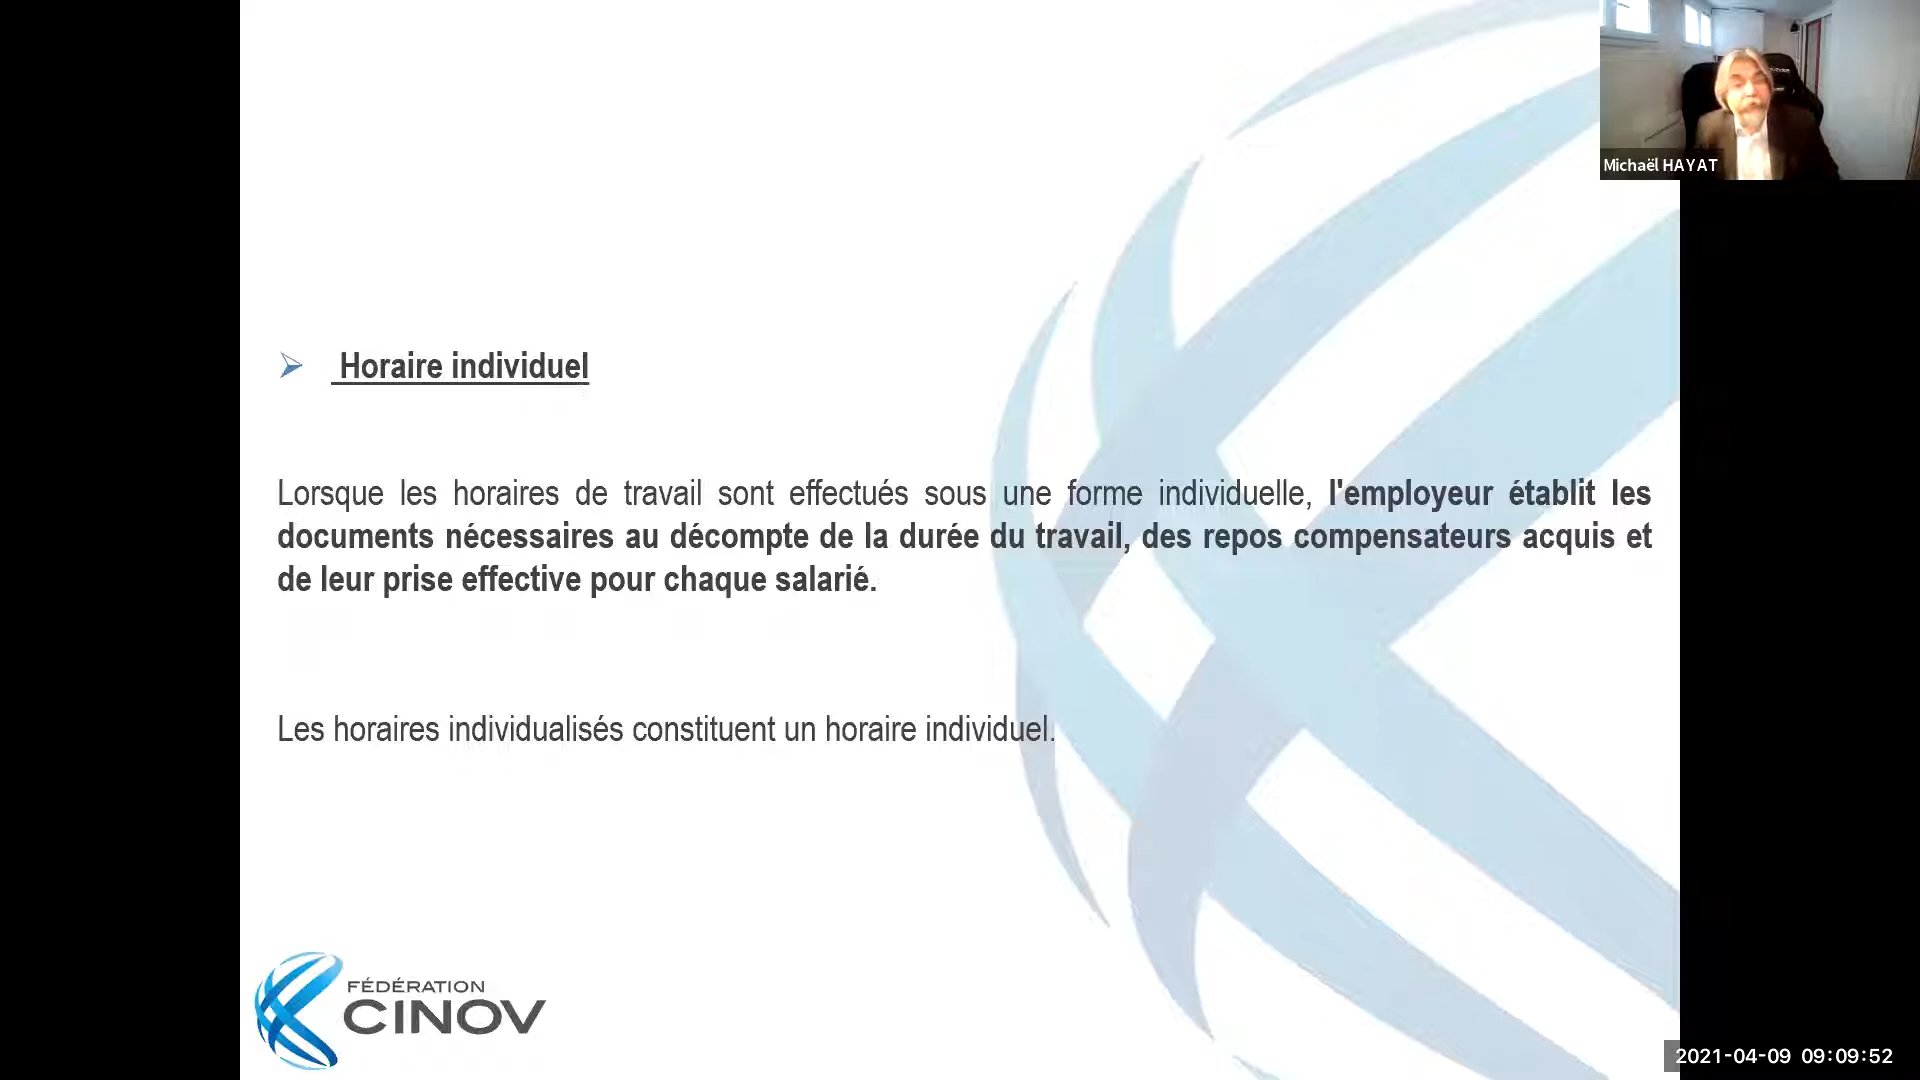 Michaël HAYAT
Horaire individuel
Lorsque les horaires de travail sont effectués sous une forme individuelle, l'employeur établit les
documents nécessaires au décompte de la durée du travail, des repos compensateurs acquis et
de leur prise effective pour chaque salarié.
Les horaires individualisés constituent un horaire individuel.
FÉDÉRATION
CINOV
2021-04-09 09:09:52